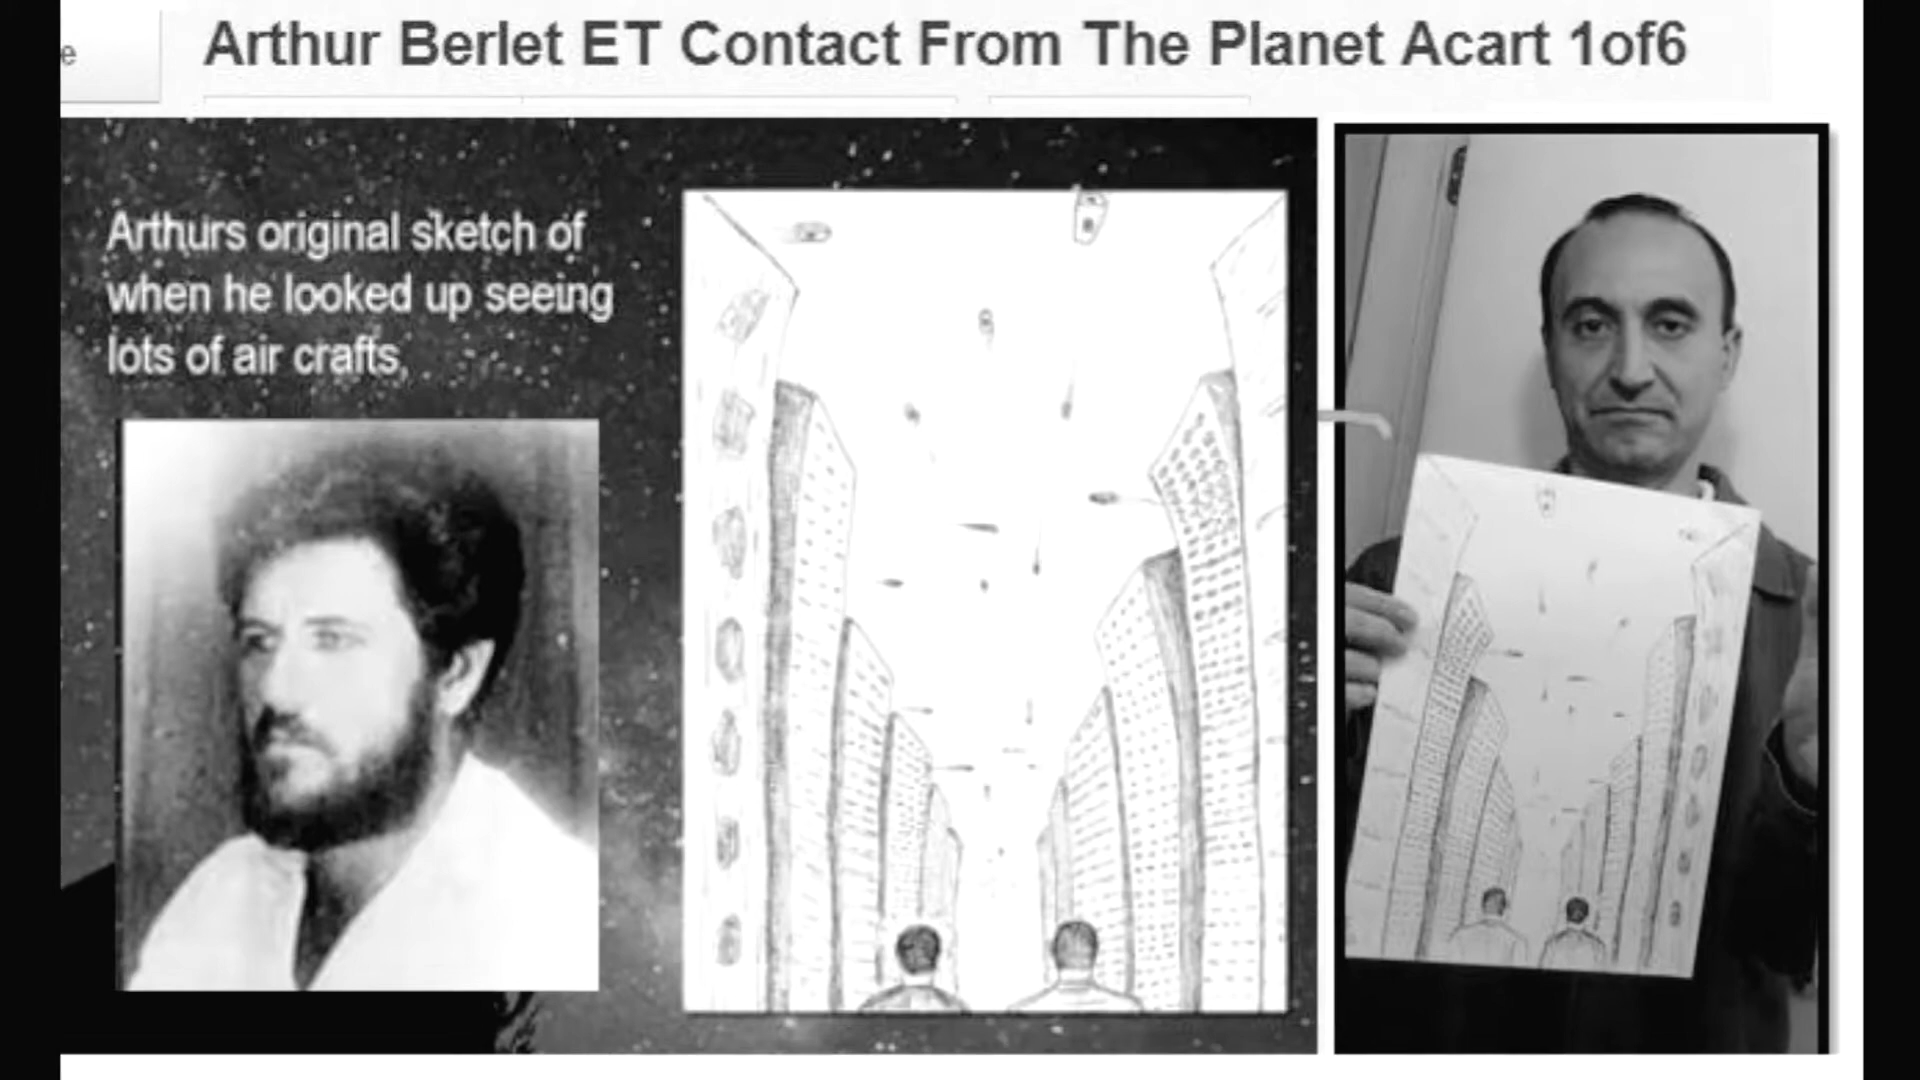 e
Arthur Berlet ET Contact From The Planet Acart 1of6
Arthurs original sketch of
when he looked up seeing
lots of air crafts,